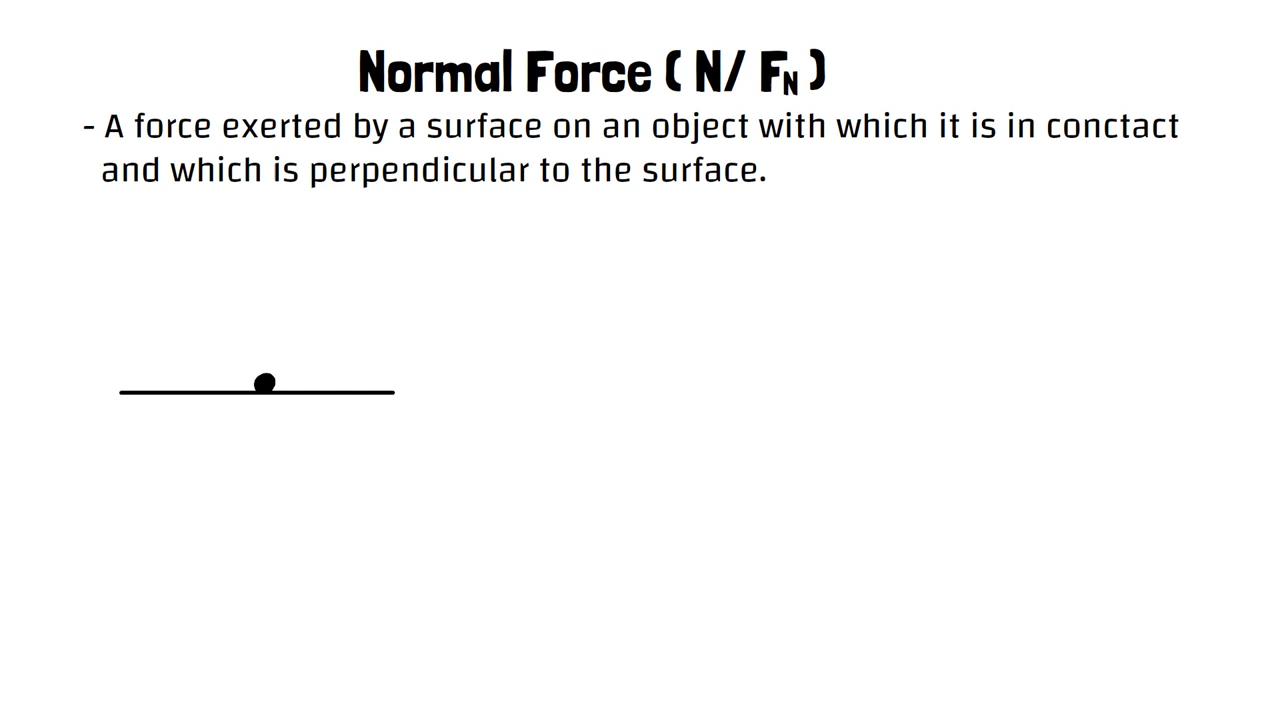 Normal Force ( N/ FN )
- A force exerted by a surface on an object with which it is in conctact
and which is perpendicular to the surface.